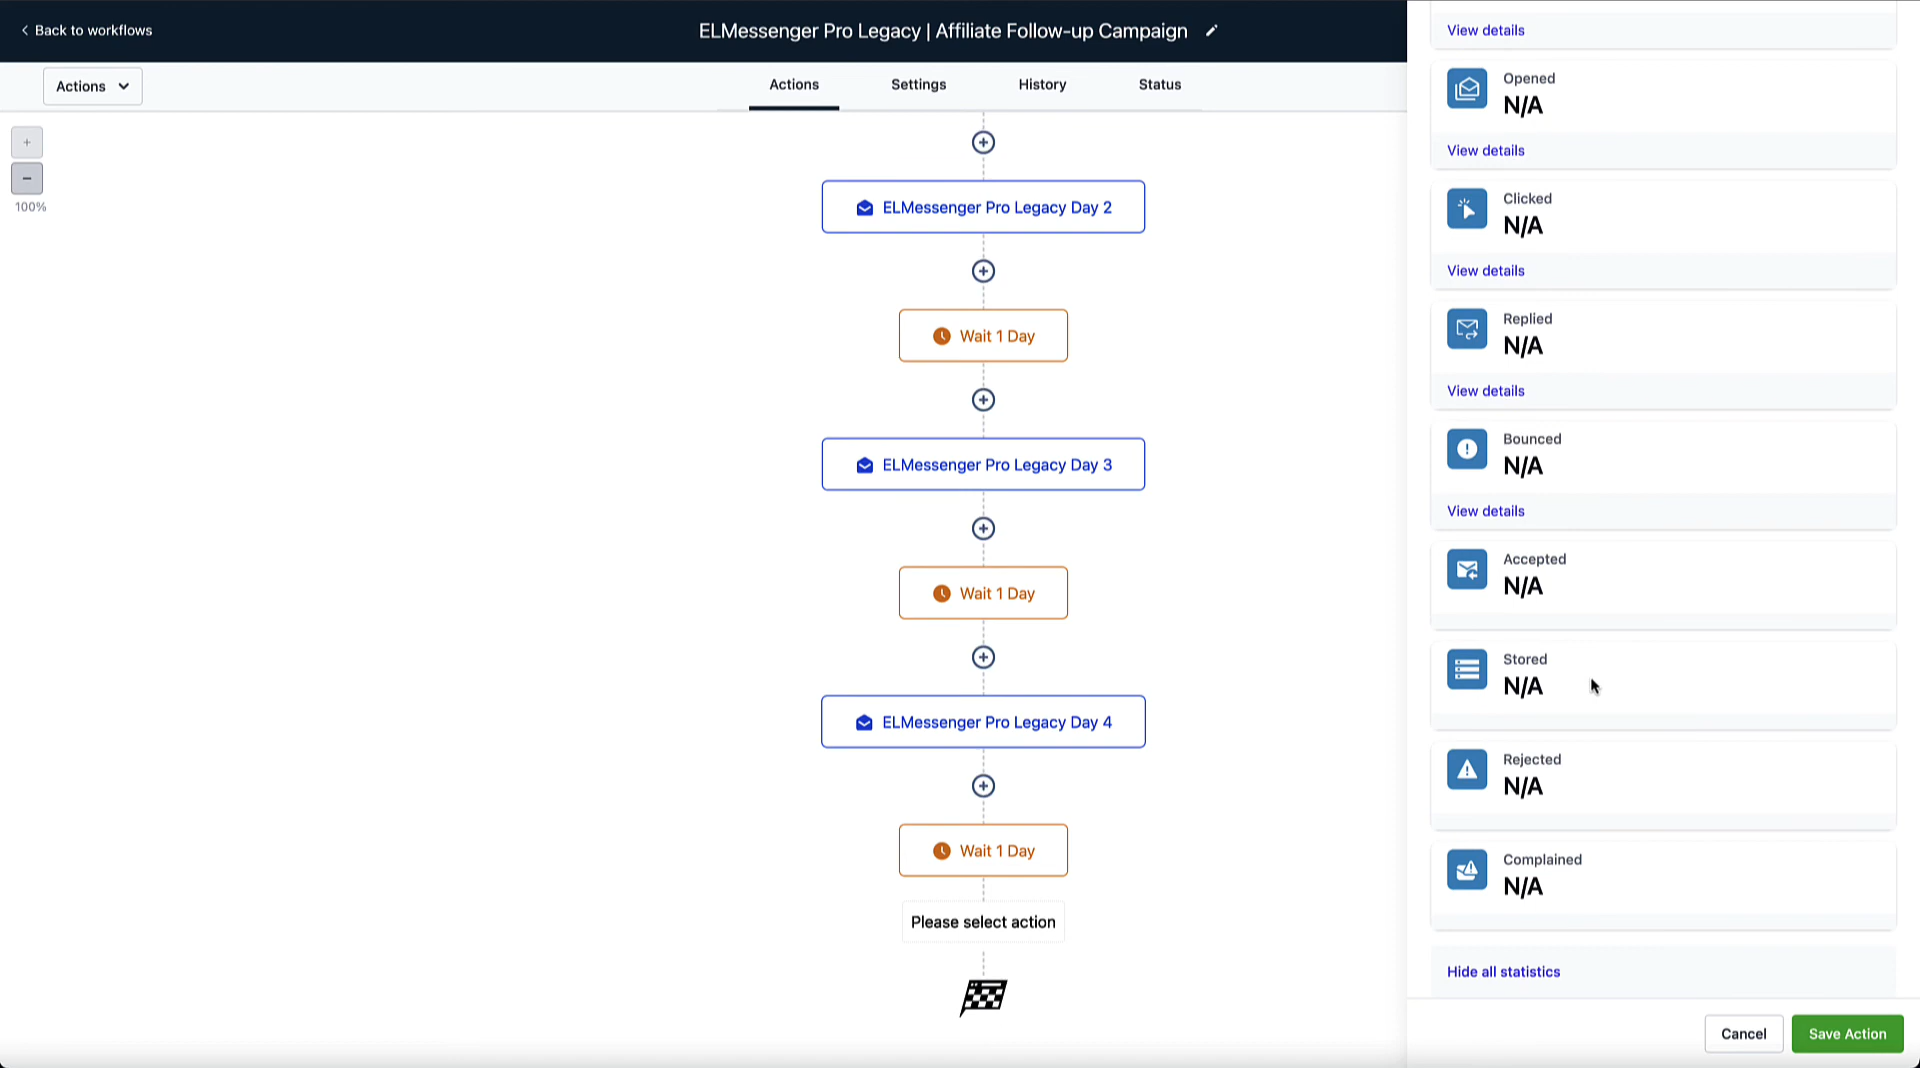 Back to workflows
ELMessenger Pro Legacy | Affiliate Follow-up Campaign
Actions
Actions
Settings
History
Status
+
−
100%
ELMessenger Pro Legacy Day 2
Wait 1 Day
ELMessenger Pro Legacy Day 3
Wait 1 Day
ELMessenger Pro Legacy Day 4
Wait 1 Day
Please select action
View details
Opened
N/A
View details
Clicked
N/A
View details
Replied
N/A
View details
Bounced
N/A
View details
Accepted
N/A
Stored
N/A
Rejected
N/A
Complained
N/A
Hide all statistics
Cancel
Save Action